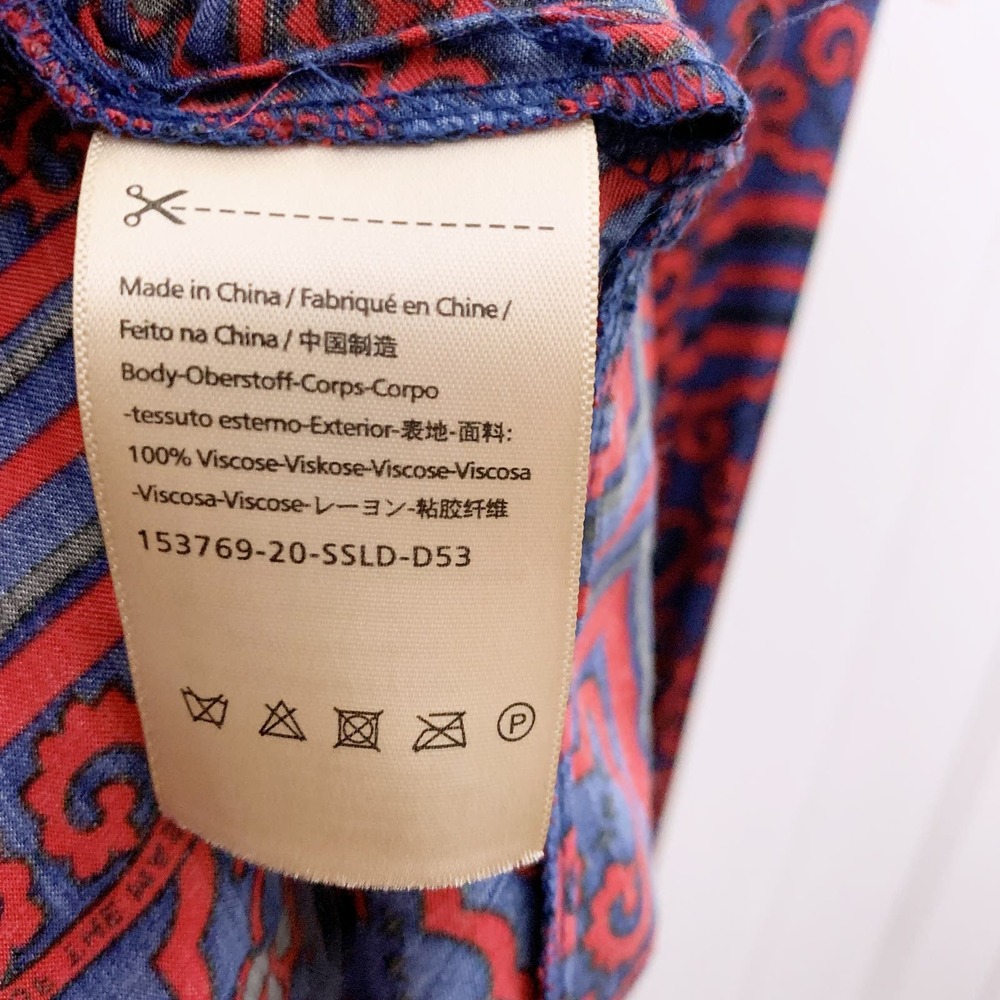 Made in China / Fabriqué en Chine /
Feito na China / 中国制造
Body-Oberstoff-Corps-Corpo
-tessuto esterno-Exterior-表地-面料:
100% Viscose-Viskose-Viscose-Viscosa
-Viscosa-Viscose-レーヨン-粘胶纤维
153769-20-SSLD-D53
P